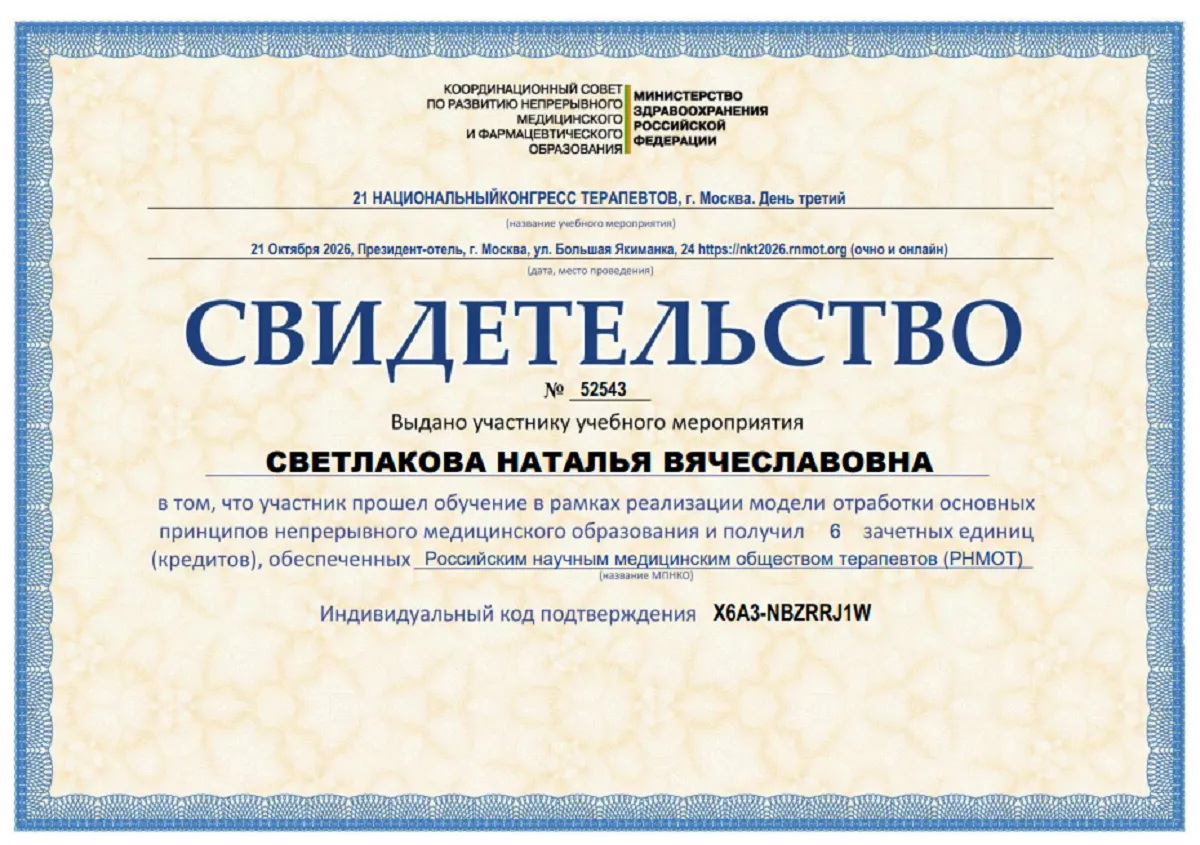 КООРДИНАЦИОННЫЙ СОВЕТ
ПО РАЗВИТИЮ НЕПРЕРЫВНОГО
МЕДИЦИНСКОГО
И ФАРМАЦЕВТИЧЕСКОГО
ОБРАЗОВАНИЯ
МИНИСТЕРСТВО
ЗДРАВООХРАНЕНИЯ
РОССИЙСКОЙ
ФЕДЕРАЦИИ
21 НАЦИОНАЛЬНЫЙКОНГРЕСС ТЕРАПЕВТОВ, г. Москва. День третий
(название учебного мероприятия)
21 Октября 2026, Президент-отель, г. Москва, ул. Большая Якиманка, 24 https://nkt2026.rnmot.org (очно и онлайн)
(дата, место проведения)
СВИДЕТЕЛЬСТВО
№ 52543
Выдано участнику учебного мероприятия
СВЕТЛАКОВА НАТАЛЬЯ ВЯЧЕСЛАВОВНА
в том, что участник прошел обучение в рамках реализации модели отработки основных
принципов непрерывного медицинского образования и получил 6 зачетных единиц
(кредитов), обеспеченных Российским научным медицинским обществом терапевтов (РНМОТ)
(название МПНКО)
Индивидуальный код подтверждения X6A3-NBZRRJ1W